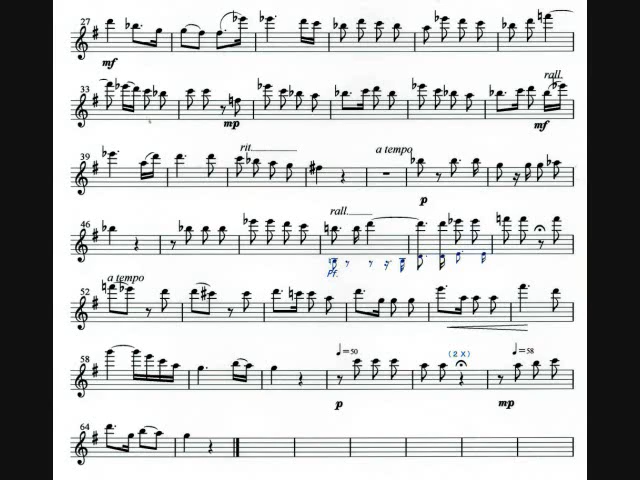 27
mf
33
mp
rall.
mf
39
rit.
a tempo
p
46
rall.
Pf.
a tempo
52
58
=50
p
(2 X)
=58
mp
64